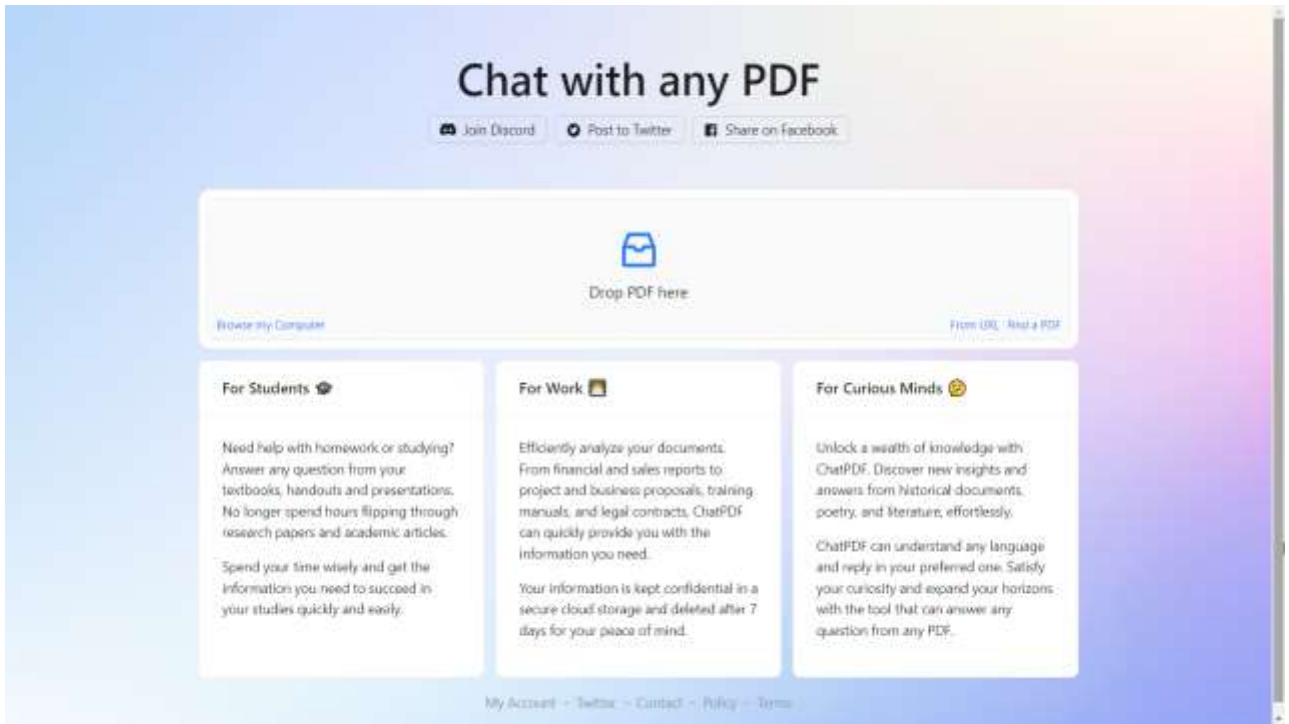 Chat with any PDF
Join Discord
Post to Twitter
Share on Facebook
Drop PDF here
Browse my Computer
From URL · Find a PDF
For Students
Need help with homework or studying?
Answer any question from your
textbooks, handouts and presentations.
No longer spend hours flipping through
research papers and academic articles.
Spend your time wisely and get the
information you need to succeed in
your studies quickly and easily.
For Work
Efficiently analyze your documents.
From financial and sales reports to
project and business proposals, training
manuals, and legal contracts, ChatPDF
can quickly provide you with the
information you need.
Your information is kept confidential in a
secure cloud storage and deleted after 7
days for your peace of mind.
For Curious Minds
Unlock a wealth of knowledge with
ChatPDF. Discover new insights and
answers from historical documents,
poetry, and literature, effortlessly.
ChatPDF can understand any language
and reply in your preferred one. Satisfy
your curiosity and expand your horizons
with the tool that can answer any
question from any PDF.
My Account - Twitter - Contact - Policy - Terms